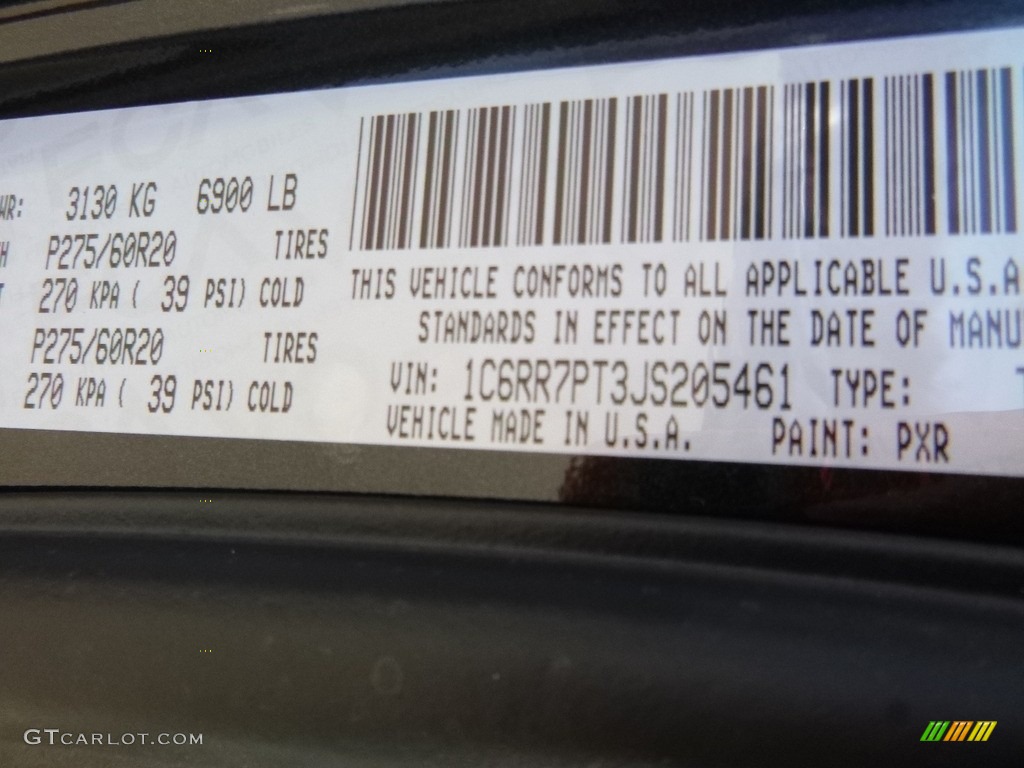 WR: 3130 KG 6900 LB
H P275/60R20 TIRES
T 270 KPA ( 39 PSI) COLD
P275/60R20 TIRES
270 KPA ( 39 PSI) COLD
THIS VEHICLE CONFORMS TO ALL APPLICABLE U.S.A
STANDARDS IN EFFECT ON THE DATE OF MANU
VIN: 1C6RR7PT3JS205461 TYPE:
VEHICLE MADE IN U.S.A. PAINT: PXR
GTCARLOT.COM